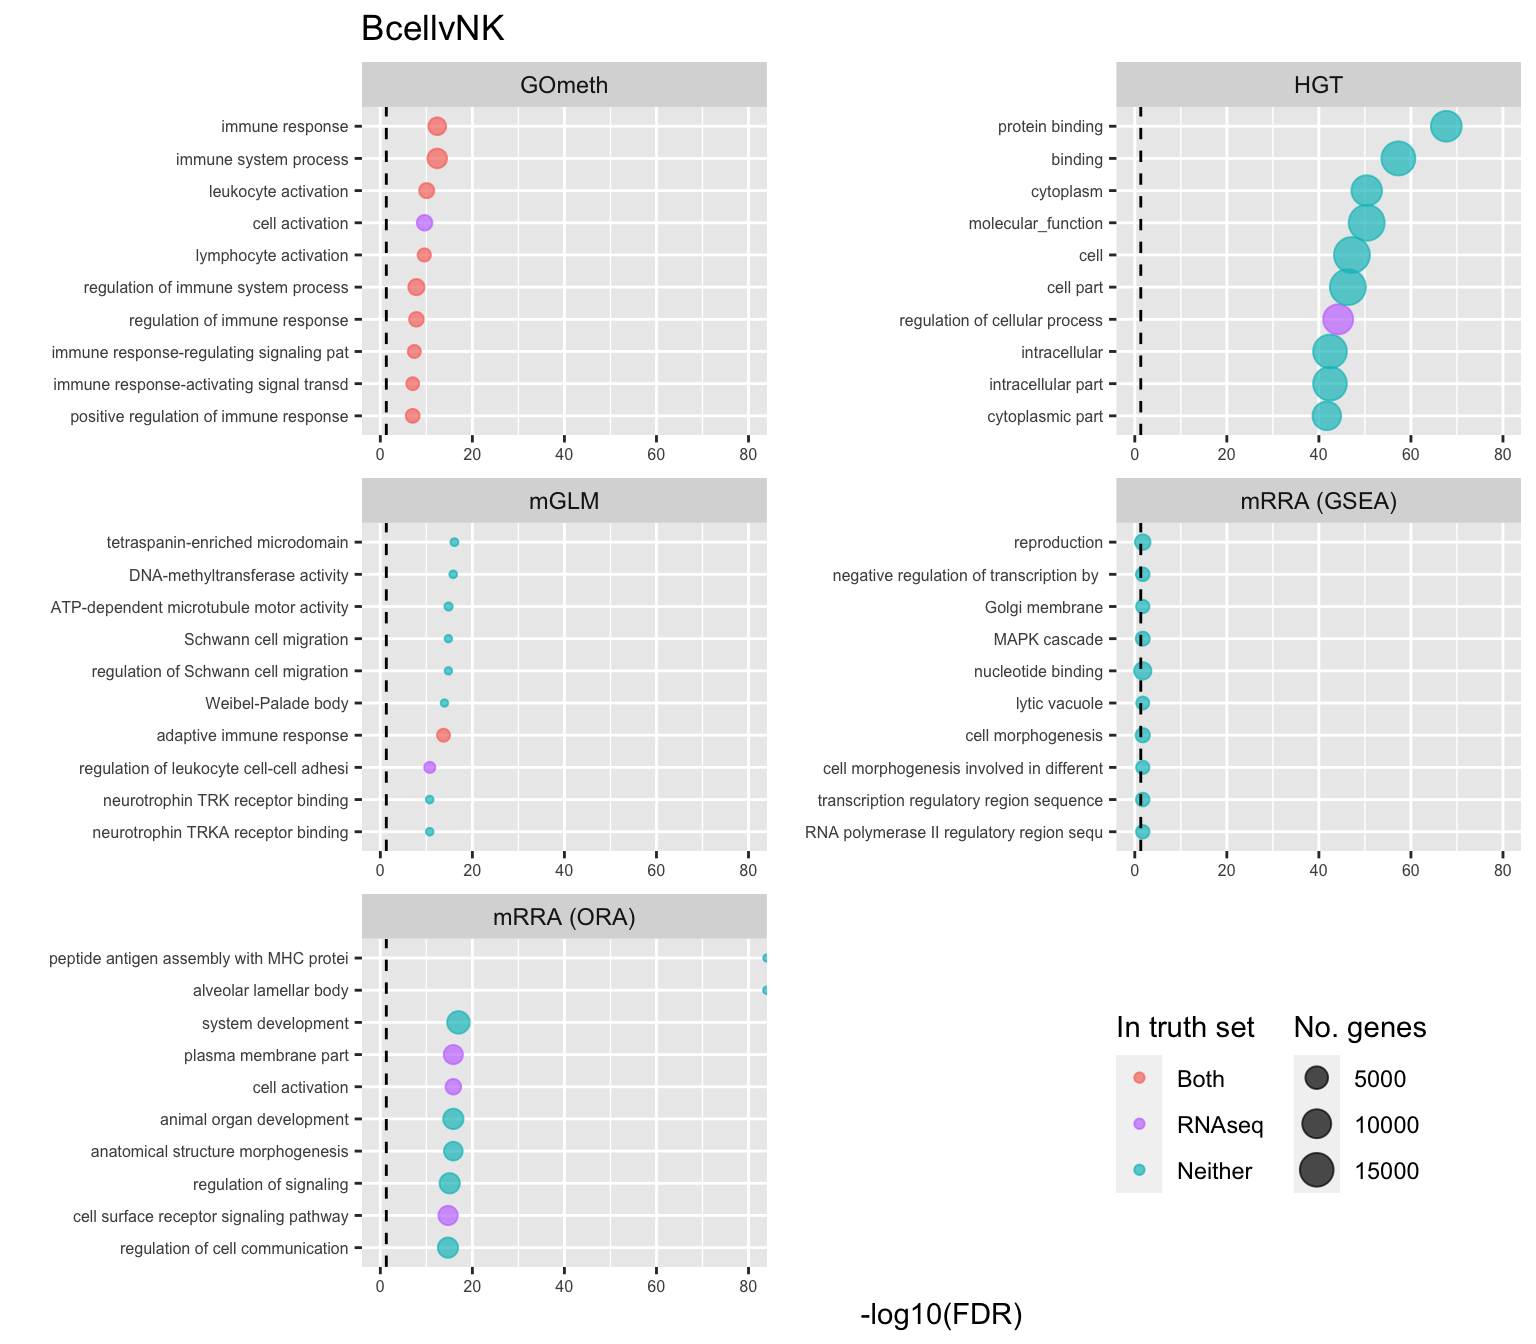 BcellvNK
GOmeth
immune response
immune system process
leukocyte activation
cell activation
lymphocyte activation
regulation of immune system process
regulation of immune response
immune response-regulating signaling pat
immune response-activating signal transd
positive regulation of immune response
0 20 40 60 80
HGT
protein binding
binding
cytoplasm
molecular_function
cell
cell part
regulation of cellular process
intracellular
intracellular part
cytoplasmic part
0 20 40 60 80
mGLM
tetraspanin-enriched microdomain
DNA-methyltransferase activity
ATP-dependent microtubule motor activity
Schwann cell migration
regulation of Schwann cell migration
Weibel-Palade body
adaptive immune response
regulation of leukocyte cell-cell adhesi
neurotrophin TRK receptor binding
neurotrophin TRKA receptor binding
0 20 40 60 80
mRRA (GSEA)
reproduction
negative regulation of transcription by
Golgi membrane
MAPK cascade
nucleotide binding
lytic vacuole
cell morphogenesis
cell morphogenesis involved in different
transcription regulatory region sequence
RNA polymerase II regulatory region sequ
0 20 40 60 80
mRRA (ORA)
peptide antigen assembly with MHC protei
alveolar lamellar body
system development
plasma membrane part
cell activation
animal organ development
anatomical structure morphogenesis
regulation of signaling
cell surface receptor signaling pathway
regulation of cell communication
0 20 40 60 80
In truth set
Both
RNAseq
Neither
No. genes
5000
10000
15000
-log10(FDR)